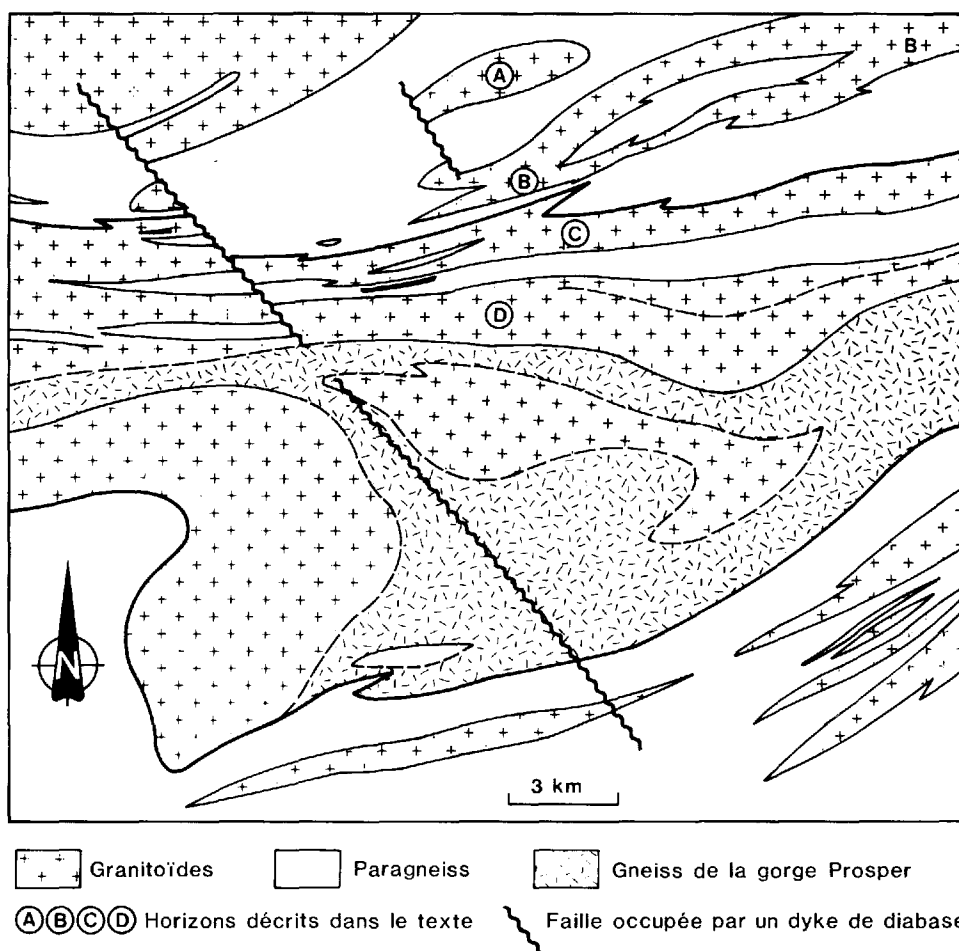 A
B
B
C
D
N
3 km
Granitoïdes
Paragneiss
Gneiss de la gorge Prosper
A B C D Horizons décrits dans le texte
Faille occupée par un dyke de diabase